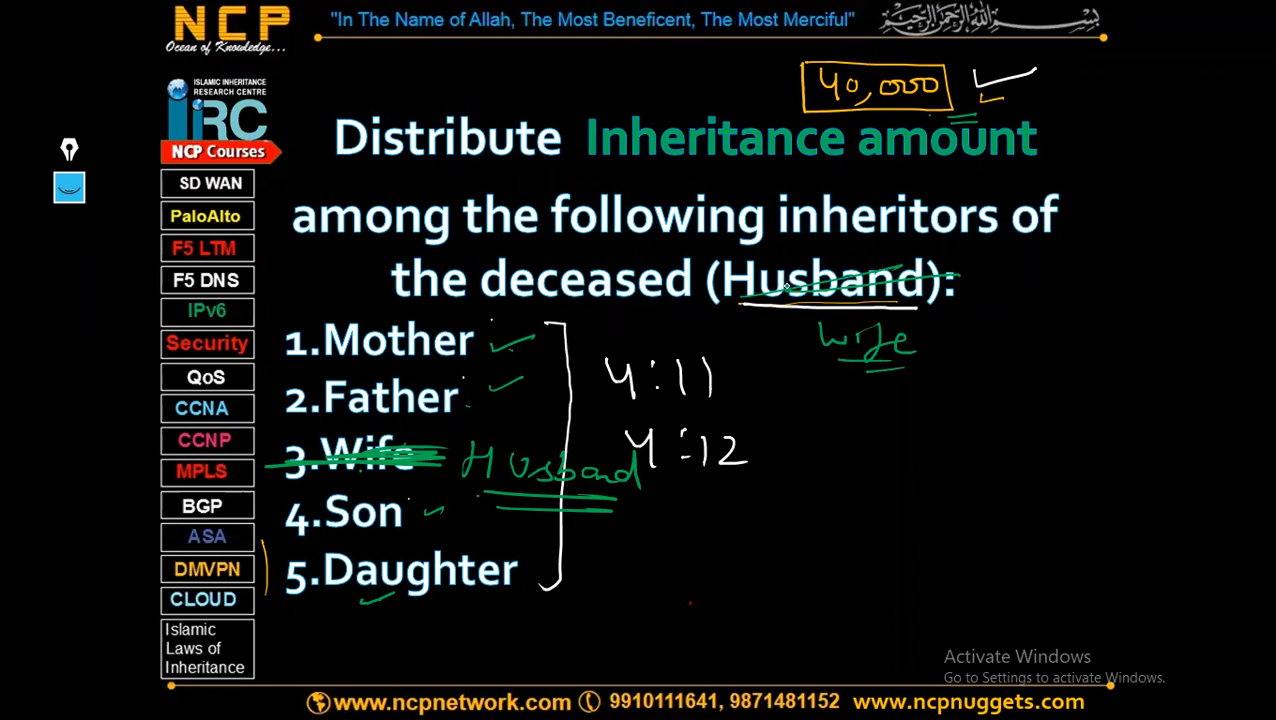 NCP
Ocean of Knowledge...
"In The Name of Allah, The Most Beneficent, The Most Merciful"
بسم الله الرحمن الرحيم
ISLAMIC INHERITANCE
RESEARCH CENTRE
IRC
NCP Courses
SD WAN
PaloAlto
F5 LTM
F5 DNS
IPv6
Security
QoS
CCNA
CCNP
MPLS
BGP
ASA
DMVPN
CLOUD
Islamic
Laws of
Inheritance
40,000
Distribute Inheritance amount
among the following inheritors of
the deceased (Husband):
wife
1.Mother
2.Father
3.Wife Husband
4.Son
5.Daughter
4:11
4:12
Activate Windows
Go to Settings to activate Windows.
www.ncpnetwork.com 9910111641, 9871481152 www.ncpnuggets.com